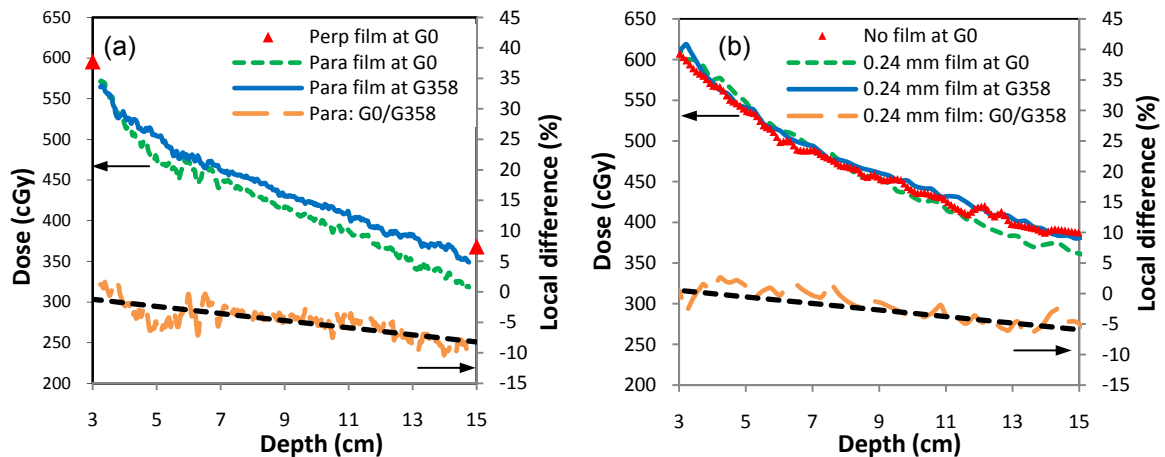 (a)
Perp film at G0
Para film at G0
Para film at G358
Para: G0/G358
650
600
550
500
450
400
350
300
250
200
Dose (cGy)
45
40
35
30
25
20
15
10
5
0
-5
-10
-15
Local difference (%)
3 5 7 9 11 13 15
Depth (cm)
(b)
No film at G0
0.24 mm film at G0
0.24 mm film at G358
0.24 mm film: G0/G358
650
600
550
500
450
400
350
300
250
200
Dose (cGy)
45
40
35
30
25
20
15
10
5
0
-5
-10
-15
Local difference (%)
3 5 7 9 11 13 15
Depth (cm)